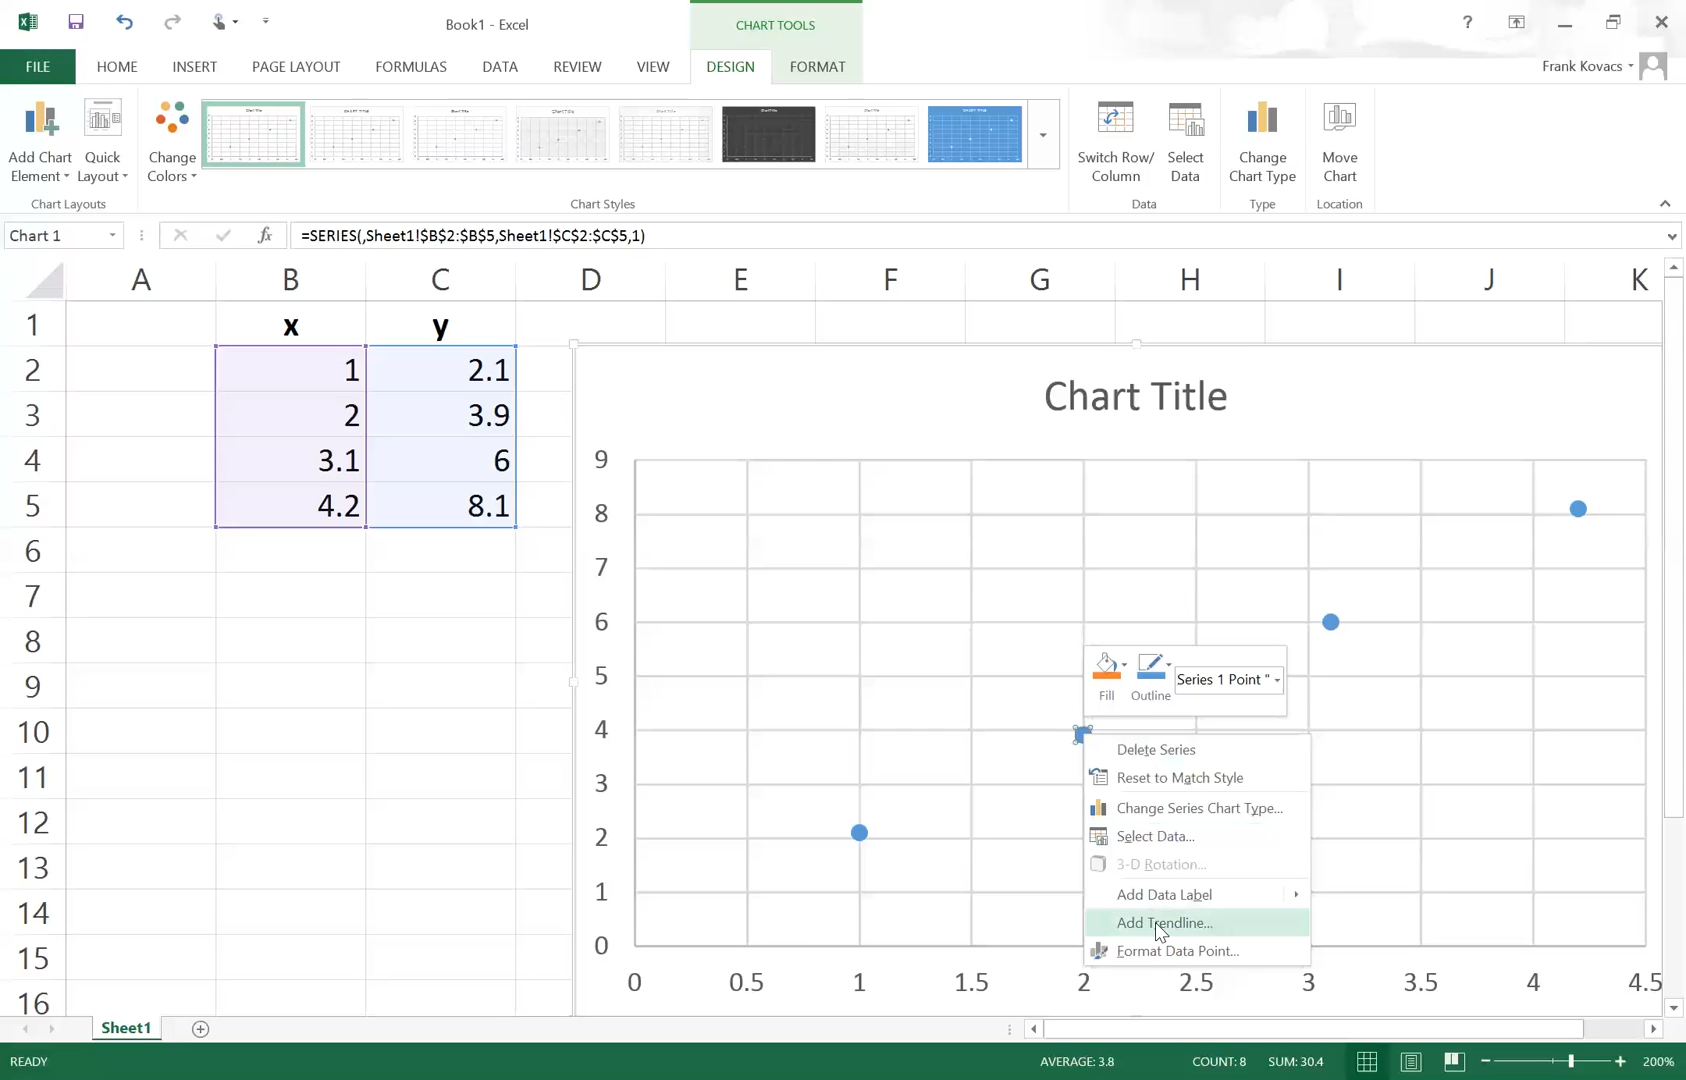 Book1 - Excel
CHART TOOLS
?
FILE
HOME
INSERT
PAGE LAYOUT
FORMULAS
DATA
REVIEW
VIEW
DESIGN
FORMAT
Frank Kovacs
Add Chart Element
Quick Layout
Change Colors
Switch Row/ Column
Select Data
Change Chart Type
Move Chart
Chart Layouts
Chart Styles
Data
Type
Location
Chart 1
fx
=SERIES(,Sheet1!$B$2:$B$5,Sheet1!$C$2:$C$5,1)
A B C D E F G H I J K
1 x y
2 1 2.1
3 2 3.9
4 3.1 6
5 4.2 8.1
6
7
8
9
10
11
12
13
14
15
16
Chart Title
9
8
7
6
5
4
3
2
1
0
0 0.5 1 1.5 2 2.5 3 3.5 4 4.5
Fill
Outline
Series 1 Point "
Delete Series
Reset to Match Style
Change Series Chart Type...
Select Data...
3-D Rotation...
Add Data Label
Add Trendline...
Format Data Point...
Sheet1
READY
AVERAGE: 3.8
COUNT: 8
SUM: 30.4
200%